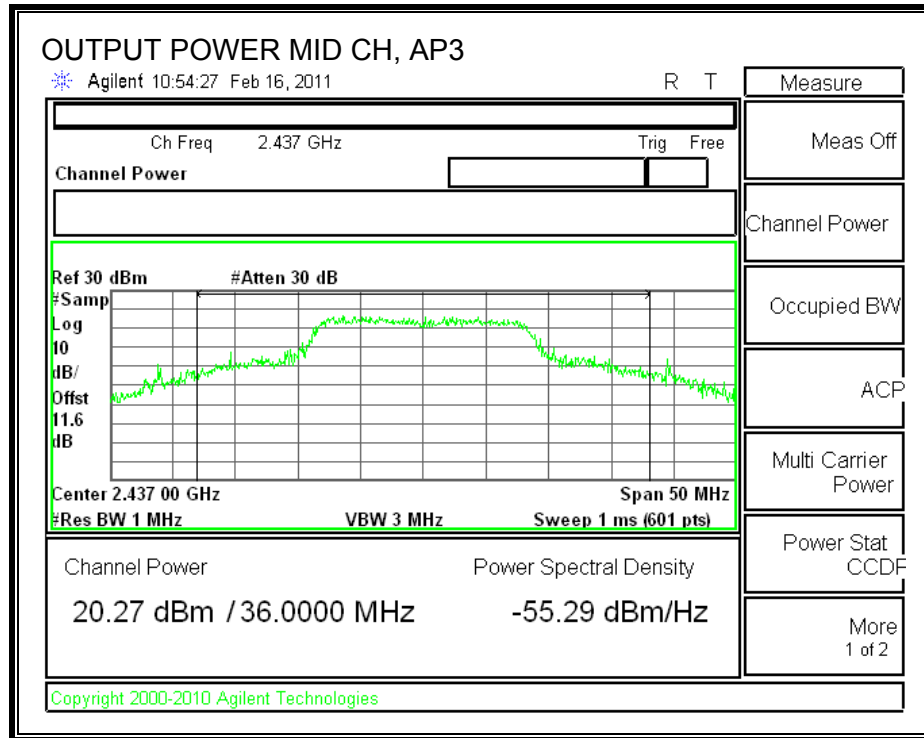 OUTPUT POWER MID CH, AP3
Agilent 10:54:27 Feb 16, 2011 R T
Measure
Ch Freq 2.437 GHz Trig Free
Channel Power
Ref 30 dBm #Atten 30 dB
#Samp
Log
10
dB/
Offst
11.6
dB
Center 2.437 00 GHz Span 50 MHz
#Res BW 1 MHz VBW 3 MHz Sweep 1 ms (601 pts)
Channel Power Power Spectral Density
20.27 dBm / 36.0000 MHz -55.29 dBm/Hz
Meas Off
Channel Power
Occupied BW
ACP
Multi Carrier
Power
Power Stat
CCDF
More
1 of 2
Copyright 2000-2010 Agilent Technologies